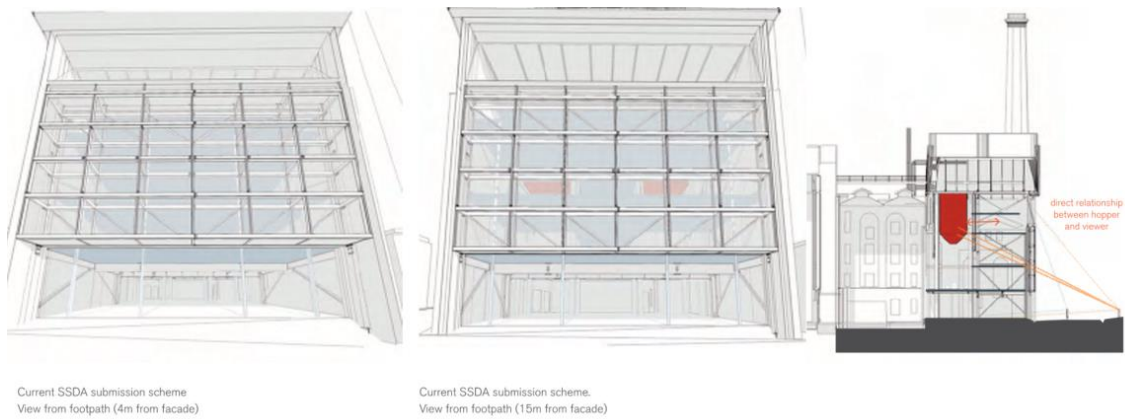 direct relationship
between hopper
and viewer
Current SSDA submission scheme
View from footpath (4m from facade)
Current SSDA submission scheme.
View from footpath (15m from facade)